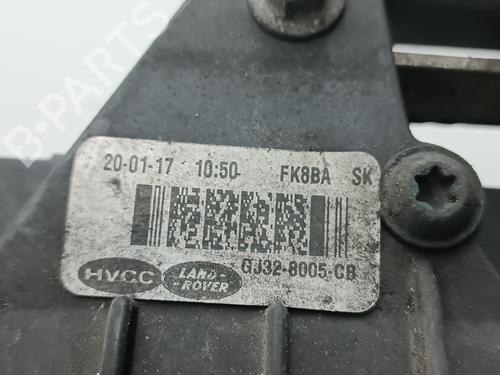 20-01-17 10:50 FK8BA SK
GJ32-8005-CB
HVCC LAND-
-ROVER
B-PARTS